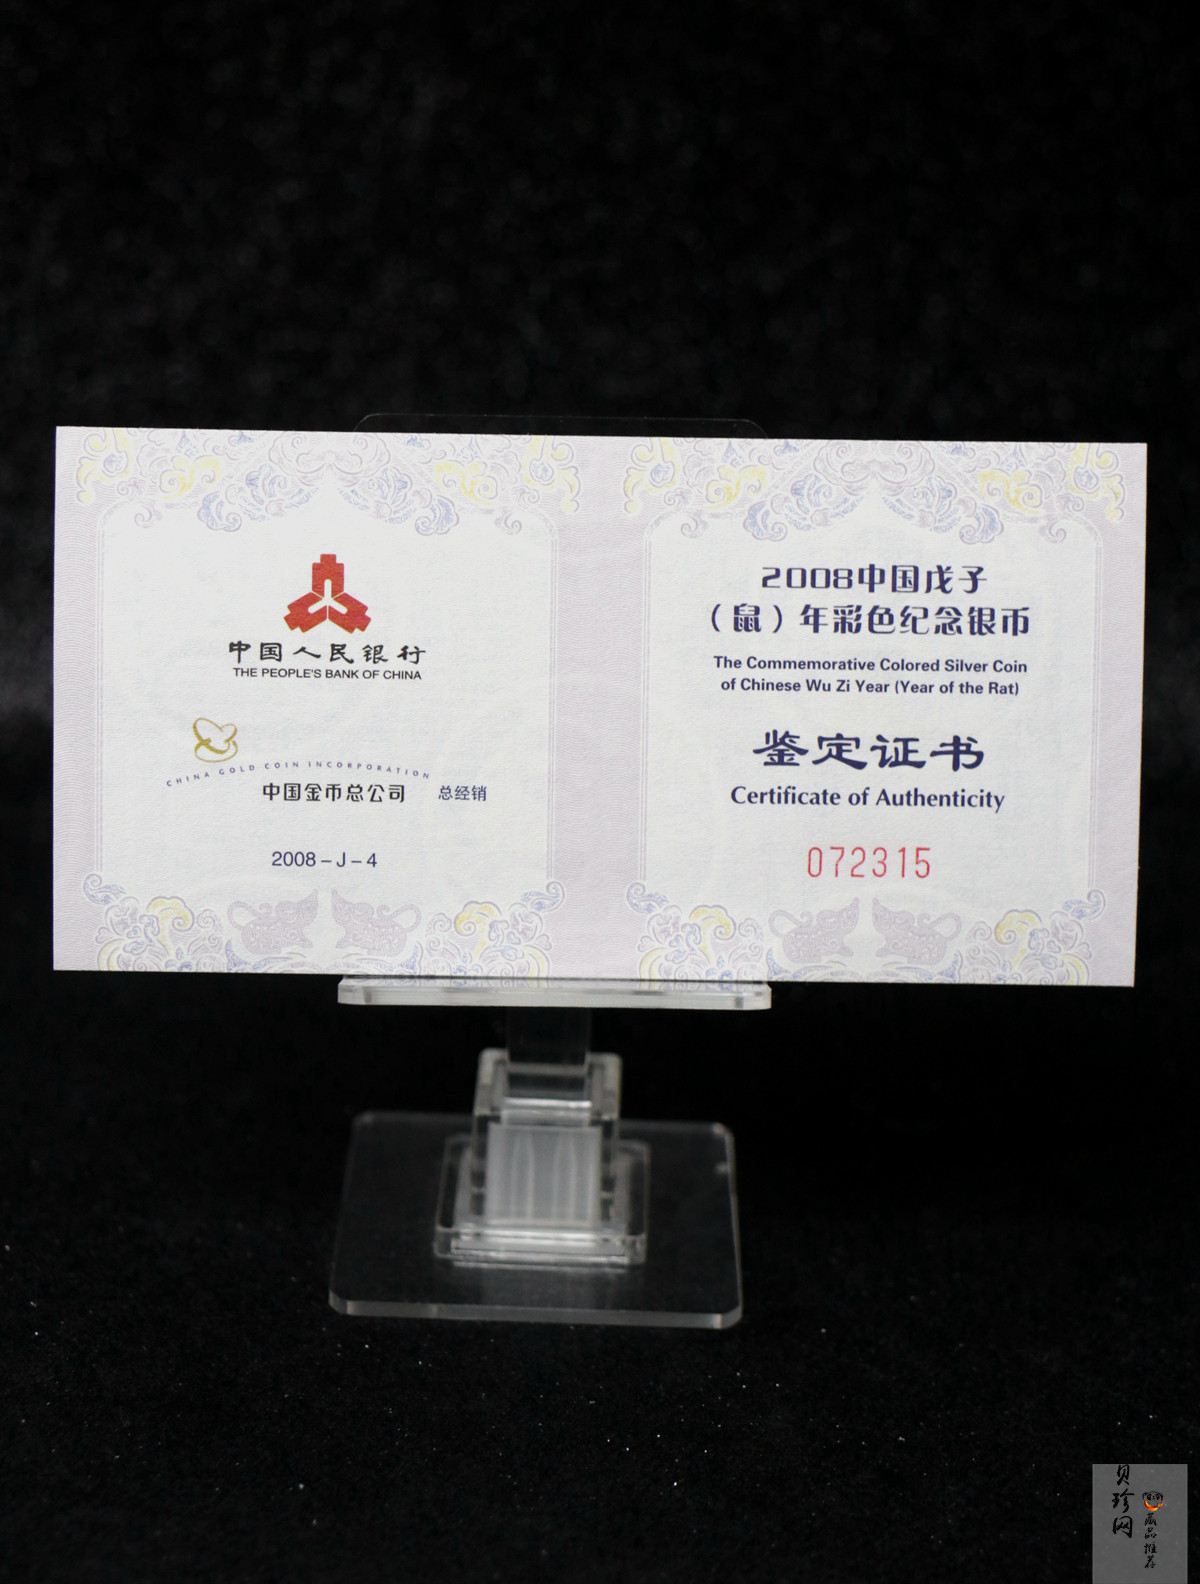 中国人民银行
THE PEOPLE'S BANK OF CHINA
CHINA GOLD COIN INCORPORATION
中国金币总公司 总经销
2008 – J – 4
2008中国戊子
（鼠）年彩色纪念银币
The Commemorative Colored Silver Coin
of Chinese Wu Zi Year (Year of the Rat)
鉴定证书
Certificate of Authenticity
072315
贝珍网
藏品推荐